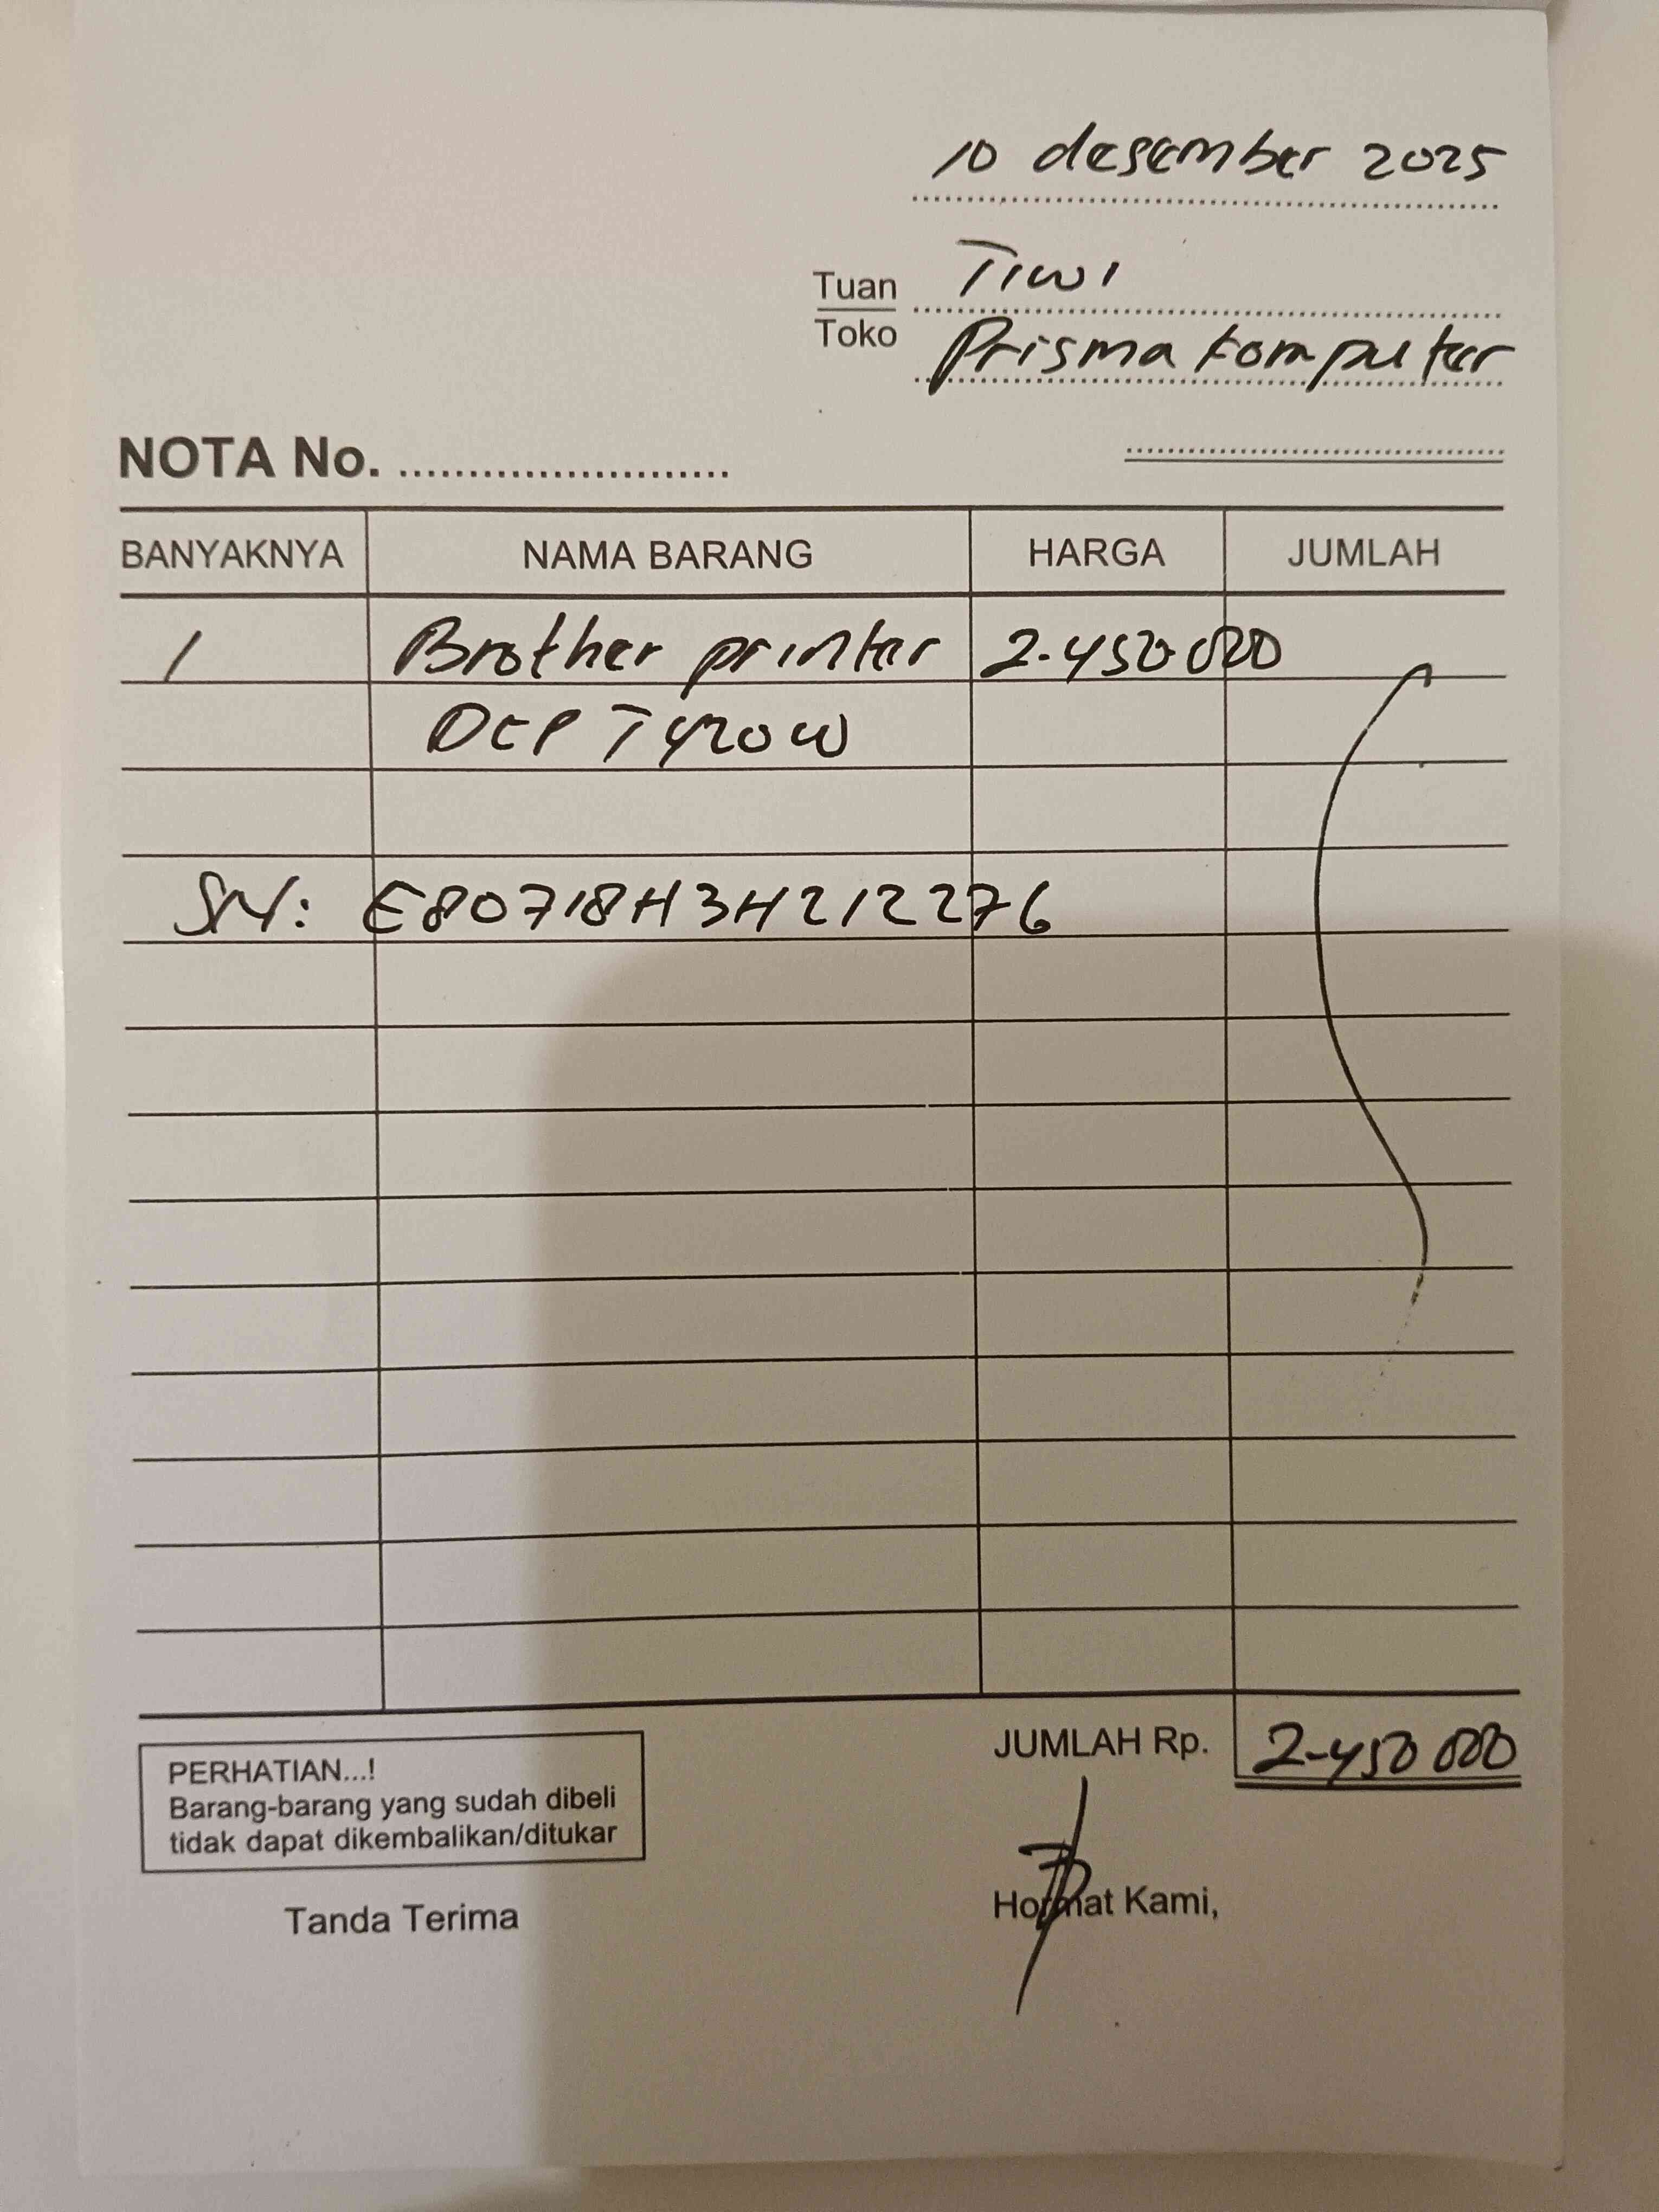 10 desember 2025
Tuan Tiwi
Toko Prisma komputer
NOTA No. ........................
BANYAKNYA NAMA BARANG HARGA JUMLAH
1 Brother printer 2.450.000
DCP T420W
SN: E80718H3H212276
JUMLAH Rp. 2.450 000
PERHATIAN...!
Barang-barang yang sudah dibeli
tidak dapat dikembalikan/ditukar
Tanda Terima Hormat Kami,